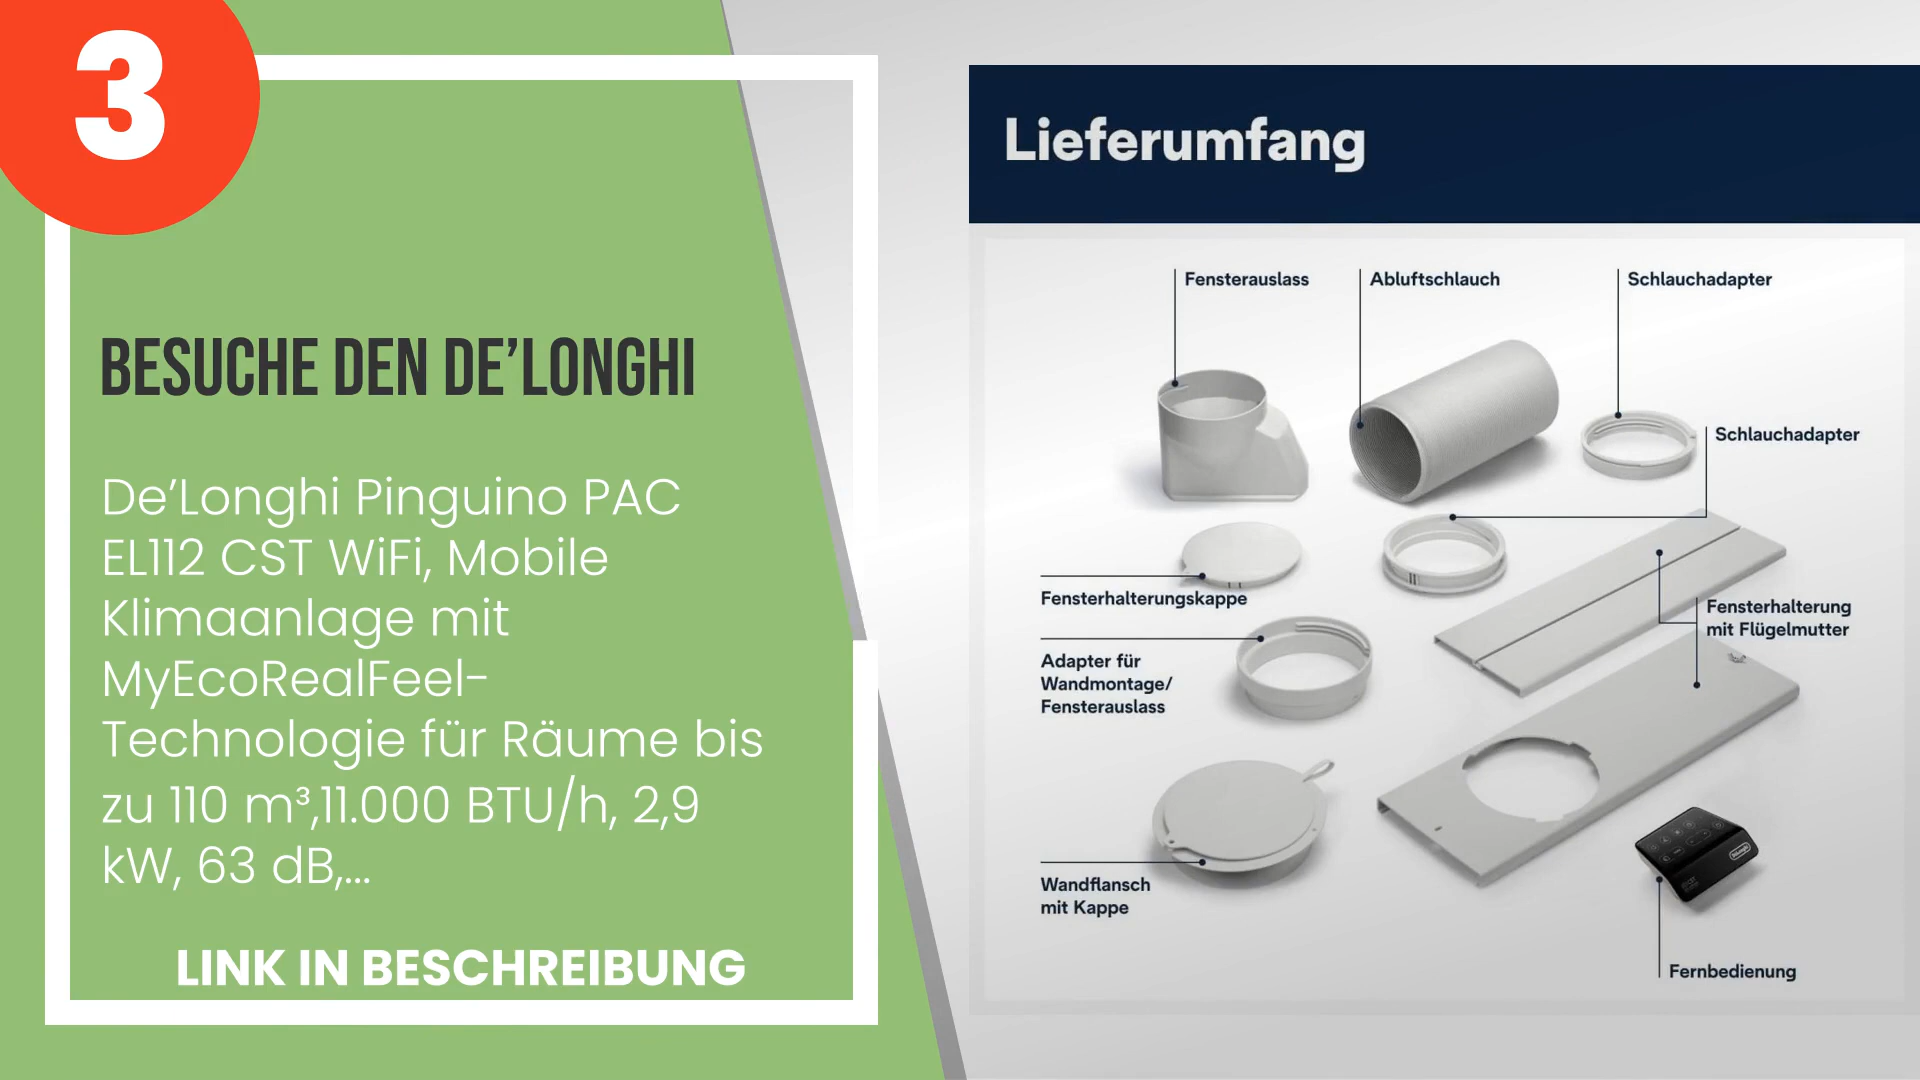 3
BESUCHE DEN DE’LONGHI
De’Longhi Pinguino PAC
EL112 CST WiFi, Mobile
Klimaanlage mit
MyEcoRealFeel-
Technologie für Räume bis
zu 110 m³,11.000 BTU/h, 2,9
kW, 63 dB,...
LINK IN BESCHREIBUNG
Lieferumfang
Fensterauslass
Abluftschlauch
Schlauchadapter
Schlauchadapter
Fensterhalterungskappe
Fensterhalterung
mit Flügelmutter
Adapter für
Wandmontage/
Fensterauslass
Wandflansch
mit Kappe
DeLonghi
Fernbedienung